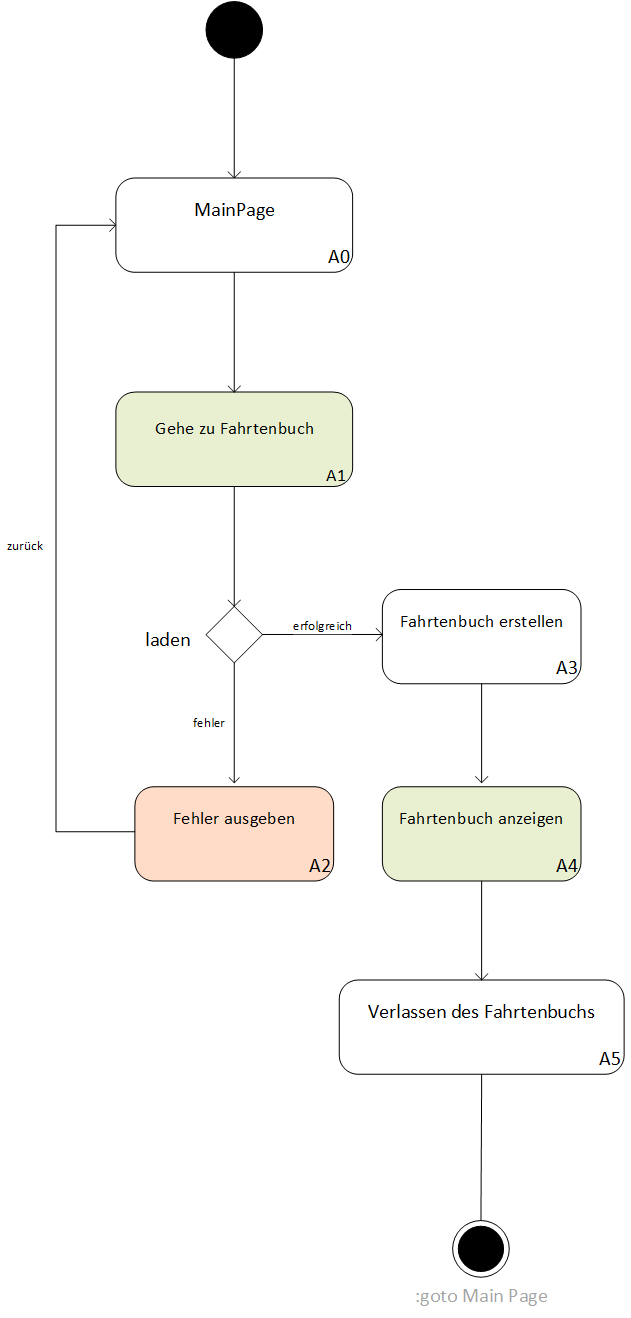 MainPage
A0
Gehe zu Fahrtenbuch
A1
zurück
laden
erfolgreich
Fahrtenbuch erstellen
A3
fehler
Fehler ausgeben
A2
Fahrtenbuch anzeigen
A4
Verlassen des Fahrtenbuchs
A5
:goto Main Page